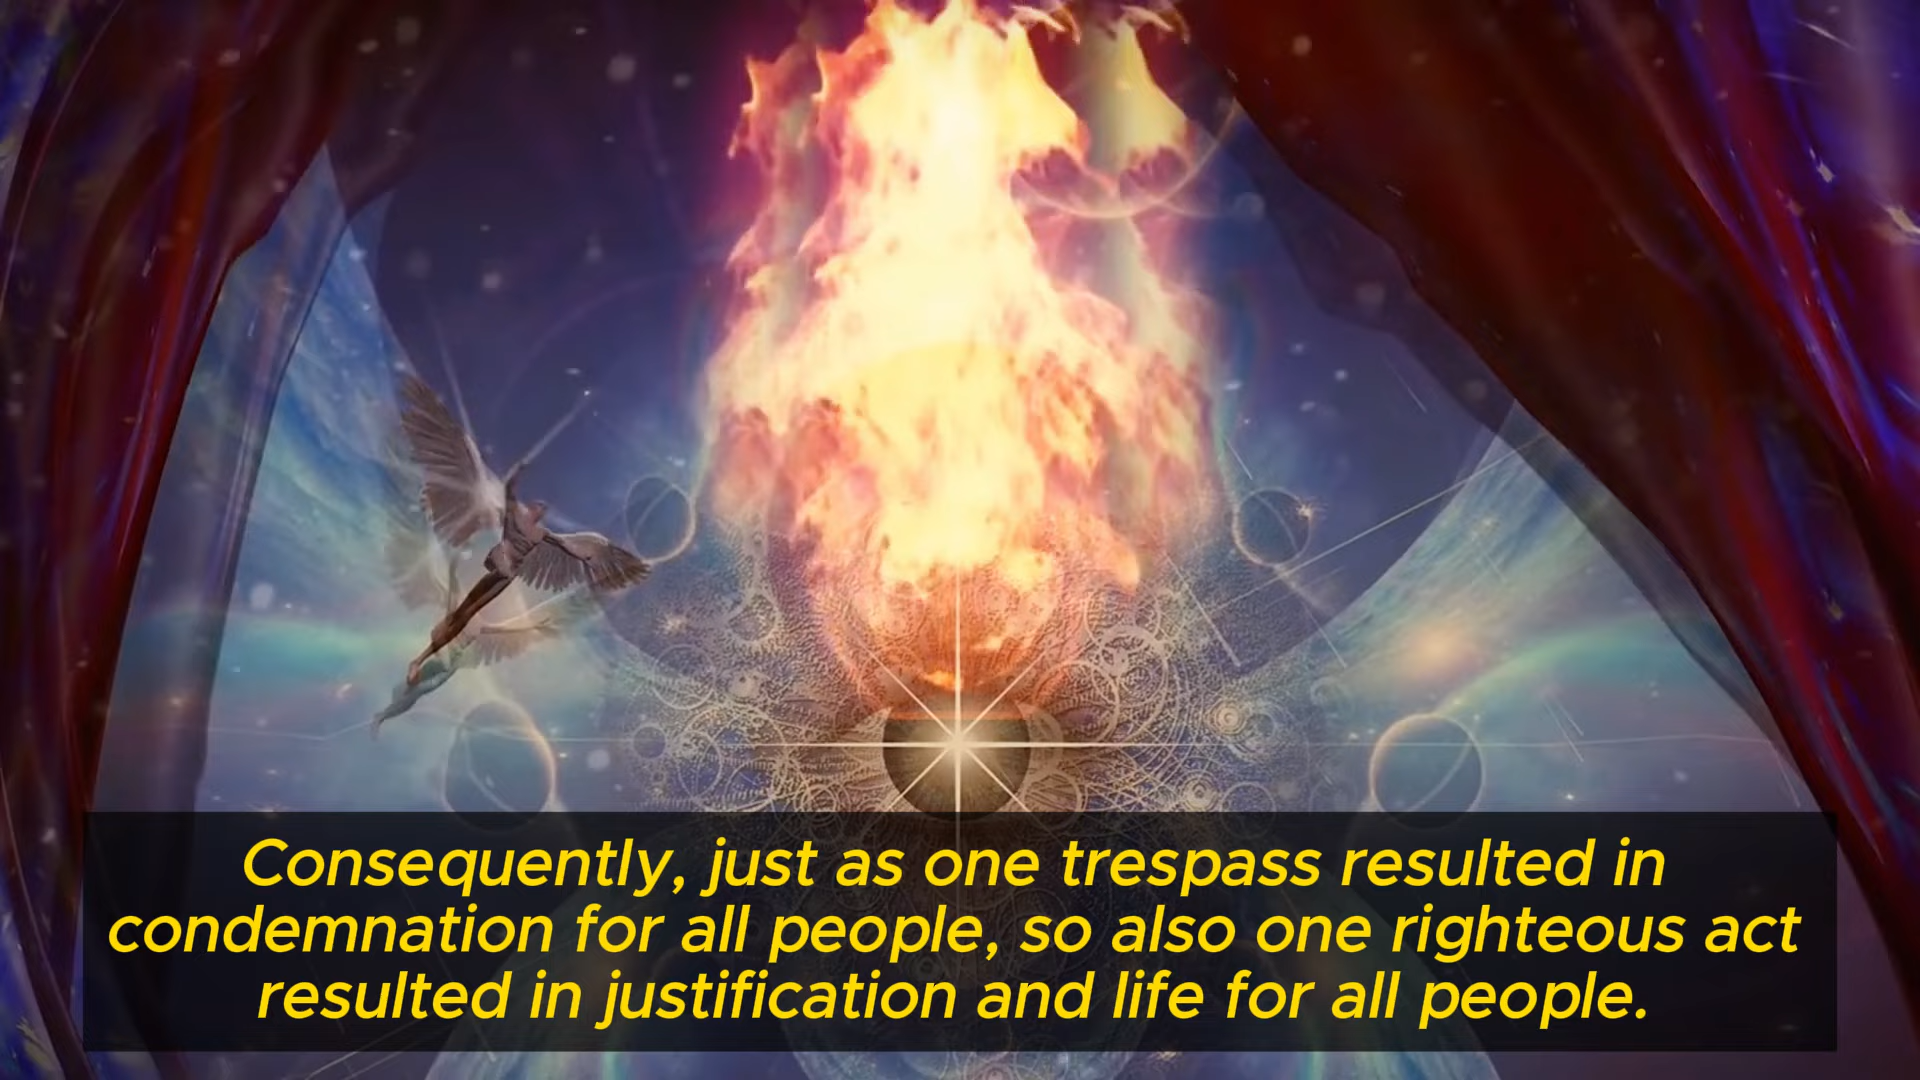 Consequently, just as one trespass resulted in
condemnation for all people, so also one righteous act
resulted in justification and life for all people.